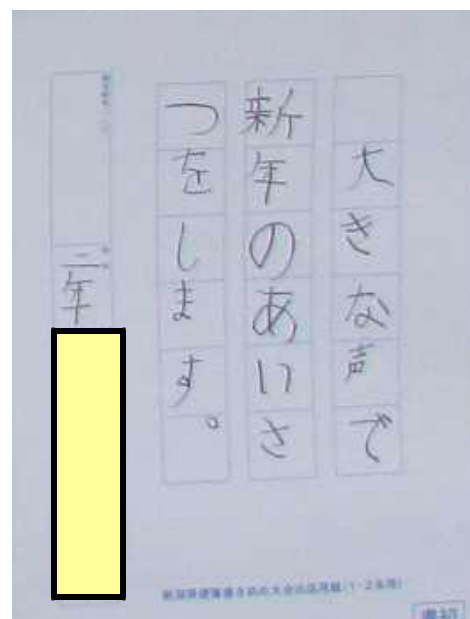 大きな声で
新年のあいさ
つをします。
二年